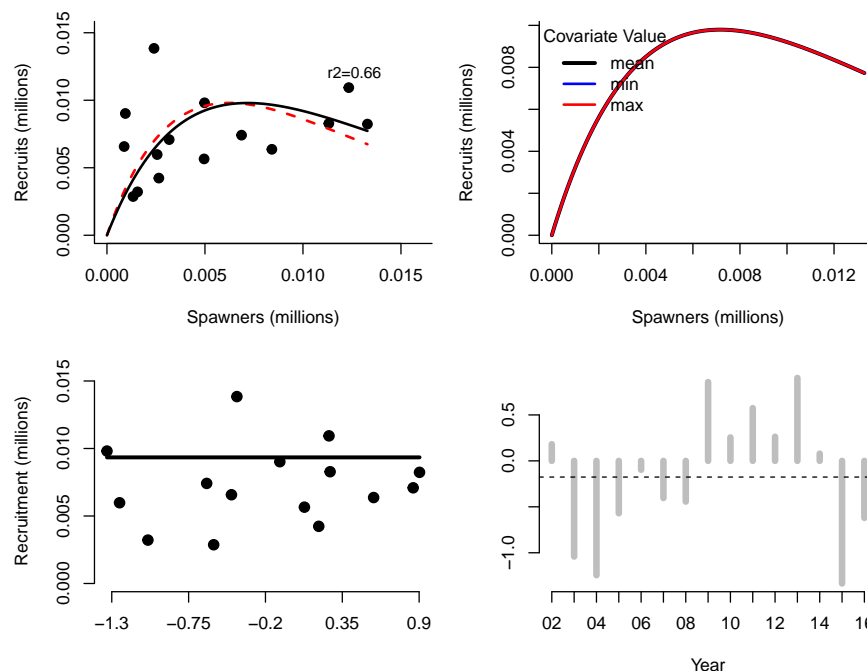 r2=0.66
0.000 0.005 0.010 0.015
Recruits (millions)
0.000 0.005 0.010 0.015
Spawners (millions)
Covariate Value
mean
min
max
0.000 0.004 0.008
Recruits (millions)
0.000 0.004 0.008 0.012
Spawners (millions)
0.000 0.005 0.010 0.015
Recruitment (millions)
−1.3 −0.75 −0.2 0.35 0.9
−1.0 0.0 0.5
02 04 06 08 10 12 14 16
Year